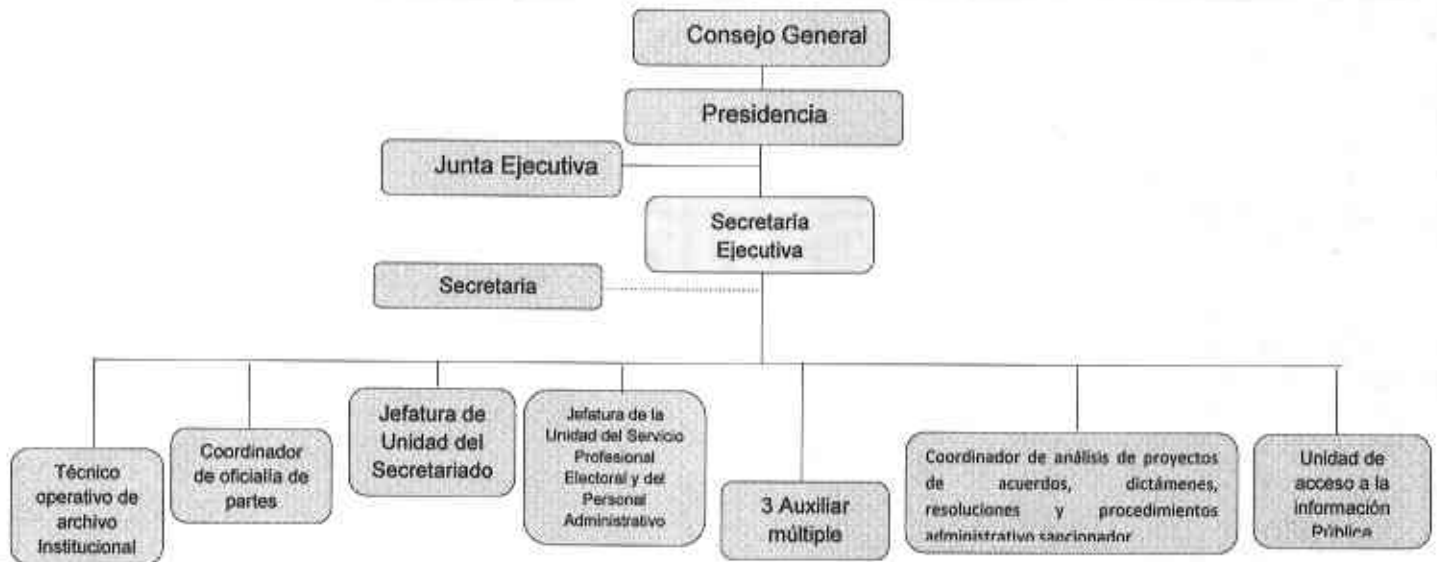 Consejo General
Presidencia
Junta Ejecutiva
Secretaria
Ejecutiva
Secretaria
Técnico
operativo de
archivo
Institucional
Coordinador
de oficialía de
partes
Jefatura de
Unidad del
Secretariado
Jefatura de la
Unidad del Servicio
Profesional
Electoral y del
Personal
Administrativo
3 Auxiliar
múltiple
Coordinador de análisis de proyectos
de acuerdos, dictámenes,
resoluciones y procedimientos
administrativo sancionador
Unidad de
acceso a la
información
Pública